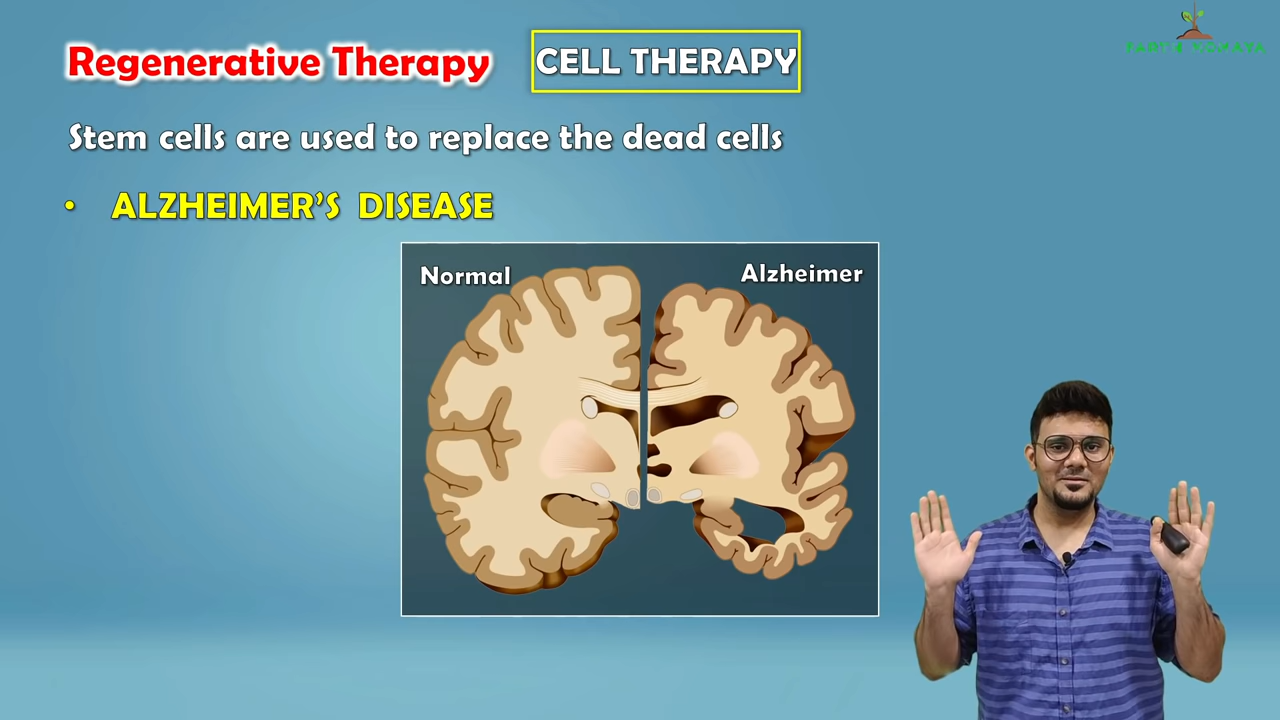 Regenerative Therapy
CELL THERAPY
Stem cells are used to replace the dead cells
• ALZHEIMER'S DISEASE
Normal
Alzheimer